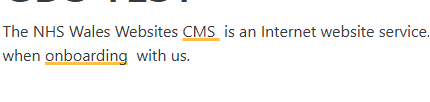 The NHS Wales Websites CMS is an Internet website service.
when onboarding with us.